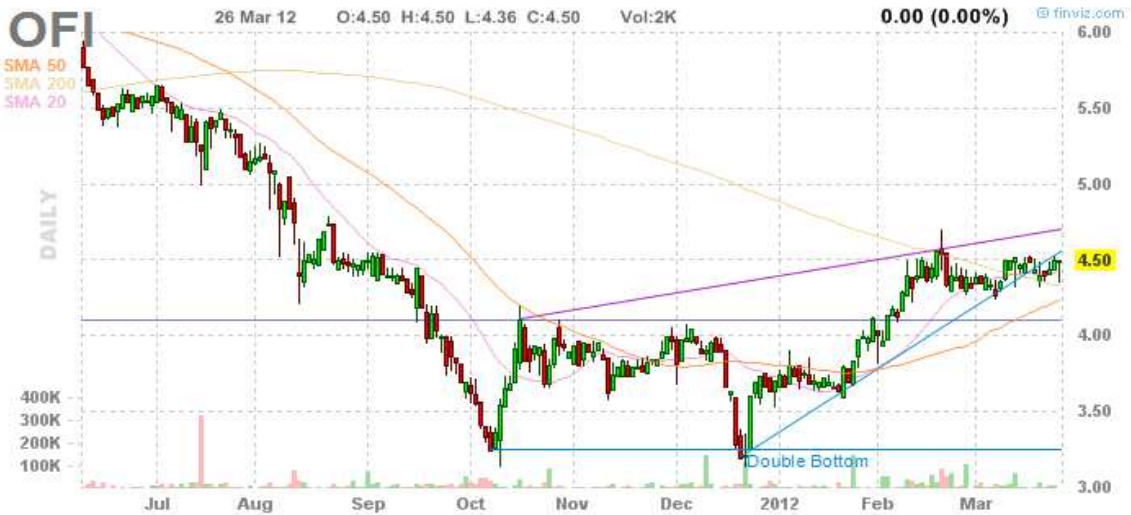 OFI
26 Mar 12 O:4.50 H:4.50 L:4.36 C:4.50 Vol:2K 0.00 (0.00%) © finviz.com
SMA 50
SMA 200
SMA 20
DAILY
6.00
5.50
5.00
4.50
4.00
3.50
3.00
400K
300K
200K
100K
Double Bottom
Jul Aug Sep Oct Nov Dec 2012 Feb Mar